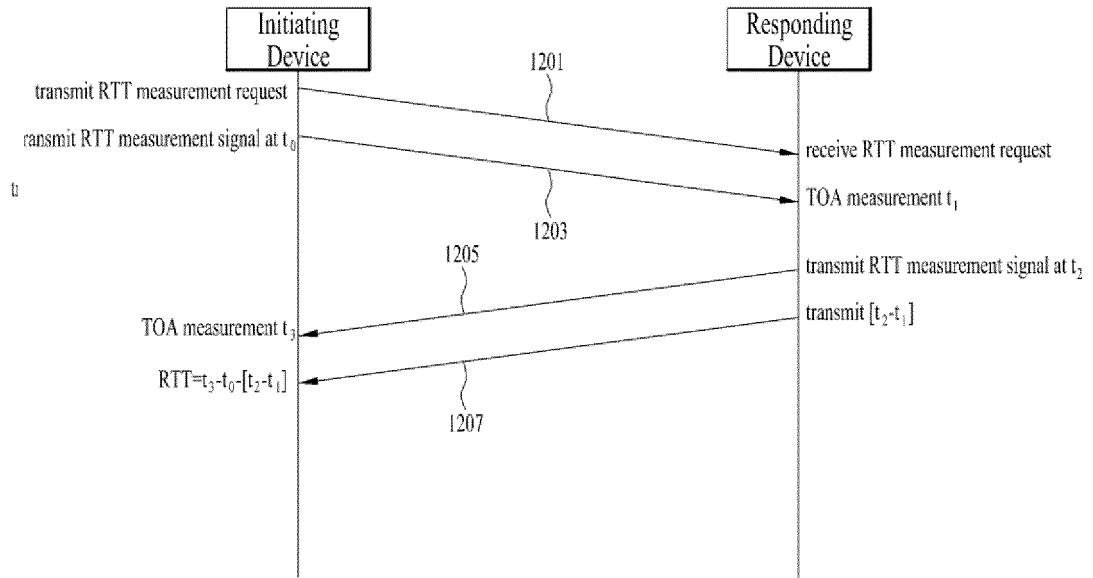 Initiating
Device
Responding
Device
1201
transmit RTT measurement request
ransmit RTT measurement signal at t₀
receive RTT measurement request
TOA measurement t₁
1203
1205
transmit RTT measurement signal at t₂
transmit [t₂-t₁]
TOA measurement t₃
RTT=t₃-t₀-[t₂-t₁]
1207